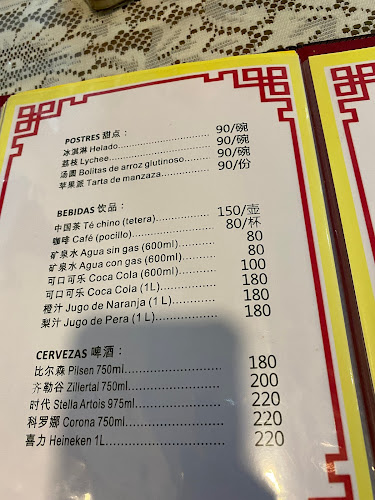 POSTRES 甜点：
冰淇淋 Helado 90/碗
荔枝 Lychee 90/碗
汤圆 Bolitas de arroz glutinoso 90/碗
苹果派 Tarta de manzaza 90/份
BEBIDAS 饮品：
中国茶 Té chino (tetera) 150/壶
咖啡 Café (pocillo) 80/杯
矿泉水 Agua sin gas (600ml) 80
矿泉水 Agua con gas (600ml) 80
可口可乐 Coca Cola (600ml) 100
可口可乐 Coca Cola (1L) 180
橙汁 Jugo de Naranja (1 L) 180
梨汁 Jugo de Pera (1 L) 180
CERVEZAS 啤酒：
比尔森 Pilsen 750ml 180
齐勒谷 Zillertal 750ml 200
时代 Stella Artois 975ml 220
科罗娜 Corona 750ml 220
喜力 Heineken 1L 220